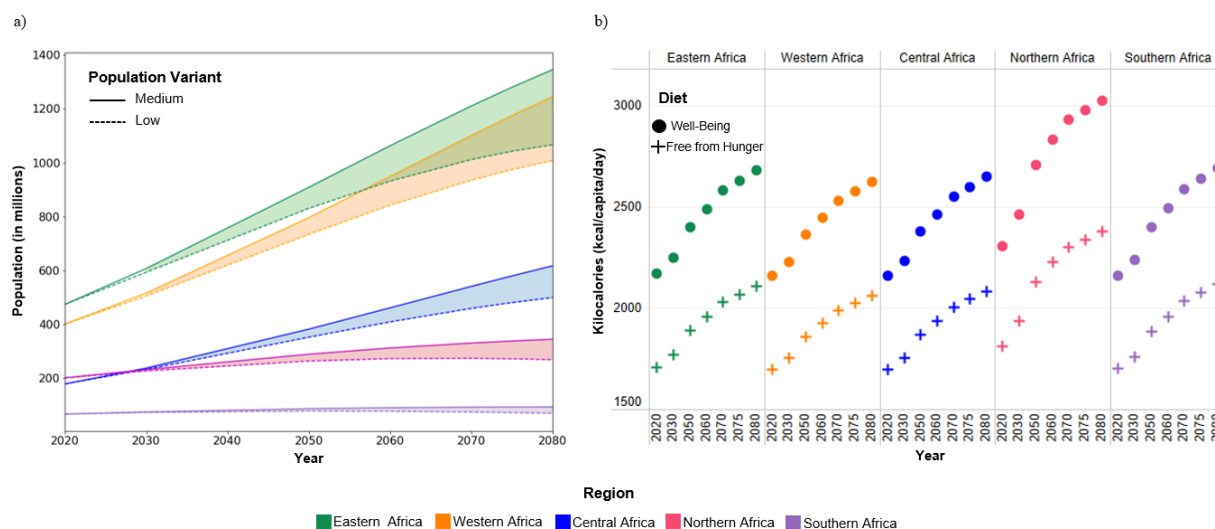 a)
1400
1200
1000
800
600
400
200
Population (in millions)
Population Variant
Medium
Low
2020 2030 2040 2050 2060 2070 2080
Year
b)
Eastern Africa Western Africa Central Africa Northern Africa Southern Africa
3000
2500
2000
1500
Kilocalories (kcal/capita/day)
Diet
Well-Being
Free from Hunger
2020 2030 2050 2060 2070 2075 2080 2020 2030 2050 2060 2070 2075 2080 2020 2030 2050 2060 2070 2075 2080 2020 2030 2050 2060 2070 2075 2080 2020 2030 2050 2060 2070 2075 2080
Year
Region
Eastern Africa Western Africa Central Africa Northern Africa Southern Africa